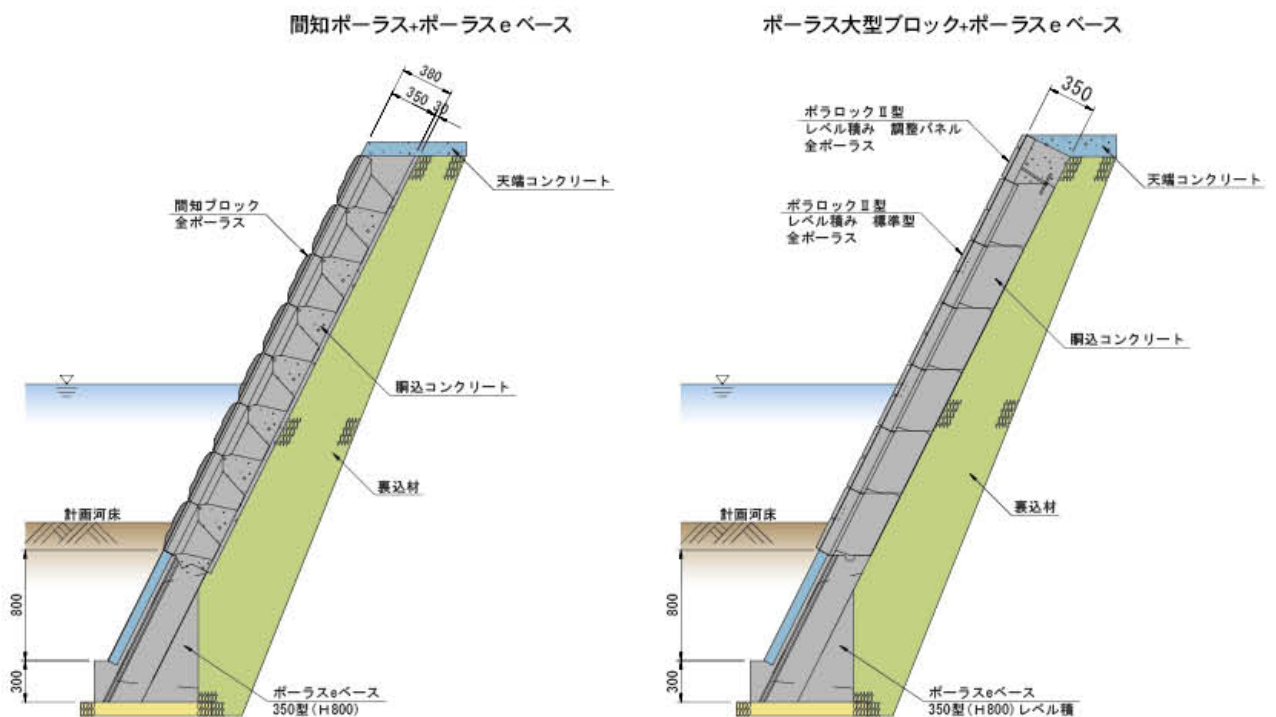 間知ポーラス+ポーラスeベース
380
350 30
間知ブロック
全ポーラス
天端コンクリート
胴込コンクリート
裏込材
計画河床
800
300
ポーラスeベース
350型(H800)
ポーラス大型ブロック+ポーラスeベース
350
ポラロックⅡ型
レベル積み 調整パネル
全ポーラス
天端コンクリート
ポラロックⅡ型
レベル積み 標準型
全ポーラス
胴込コンクリート
裏込材
計画河床
800
300
ポーラスeベース
350型(H800)レベル積